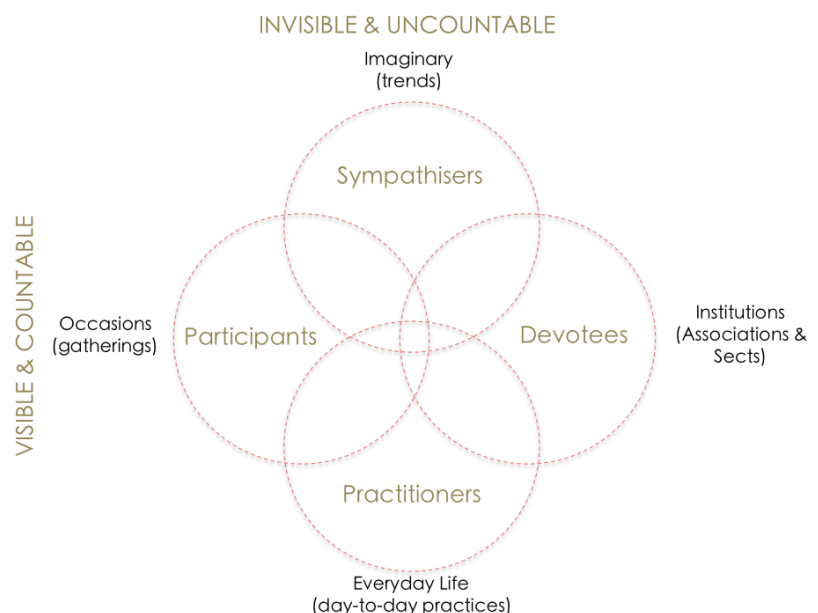 INVISIBLE & UNCOUNTABLE
Imaginary
(trends)
Sympathisers
VISIBLE & COUNTABLE
Occasions
(gatherings)
Participants
Devotees
Institutions
(Associations &
Sects)
Practitioners
Everyday Life
(day-to-day practices)